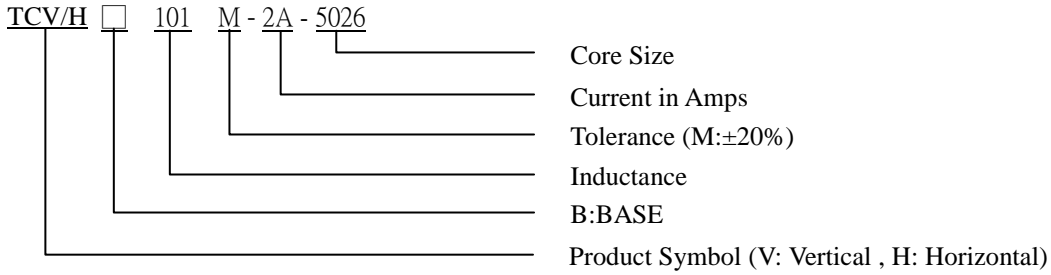 TCV/H □ 101 M - 2A - 5026
Core Size
Current in Amps
Tolerance (M:±20%)
Inductance
B:BASE
Product Symbol (V: Vertical , H: Horizontal)